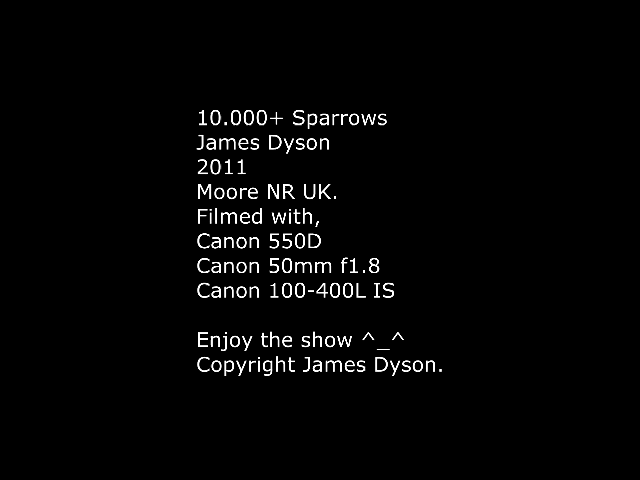 10.000+ Sparrows
James Dyson
2011
Moore NR UK.
Filmed with,
Canon 550D
Canon 50mm f1.8
Canon 100-400L IS
Enjoy the show ^_^
Copyright James Dyson.